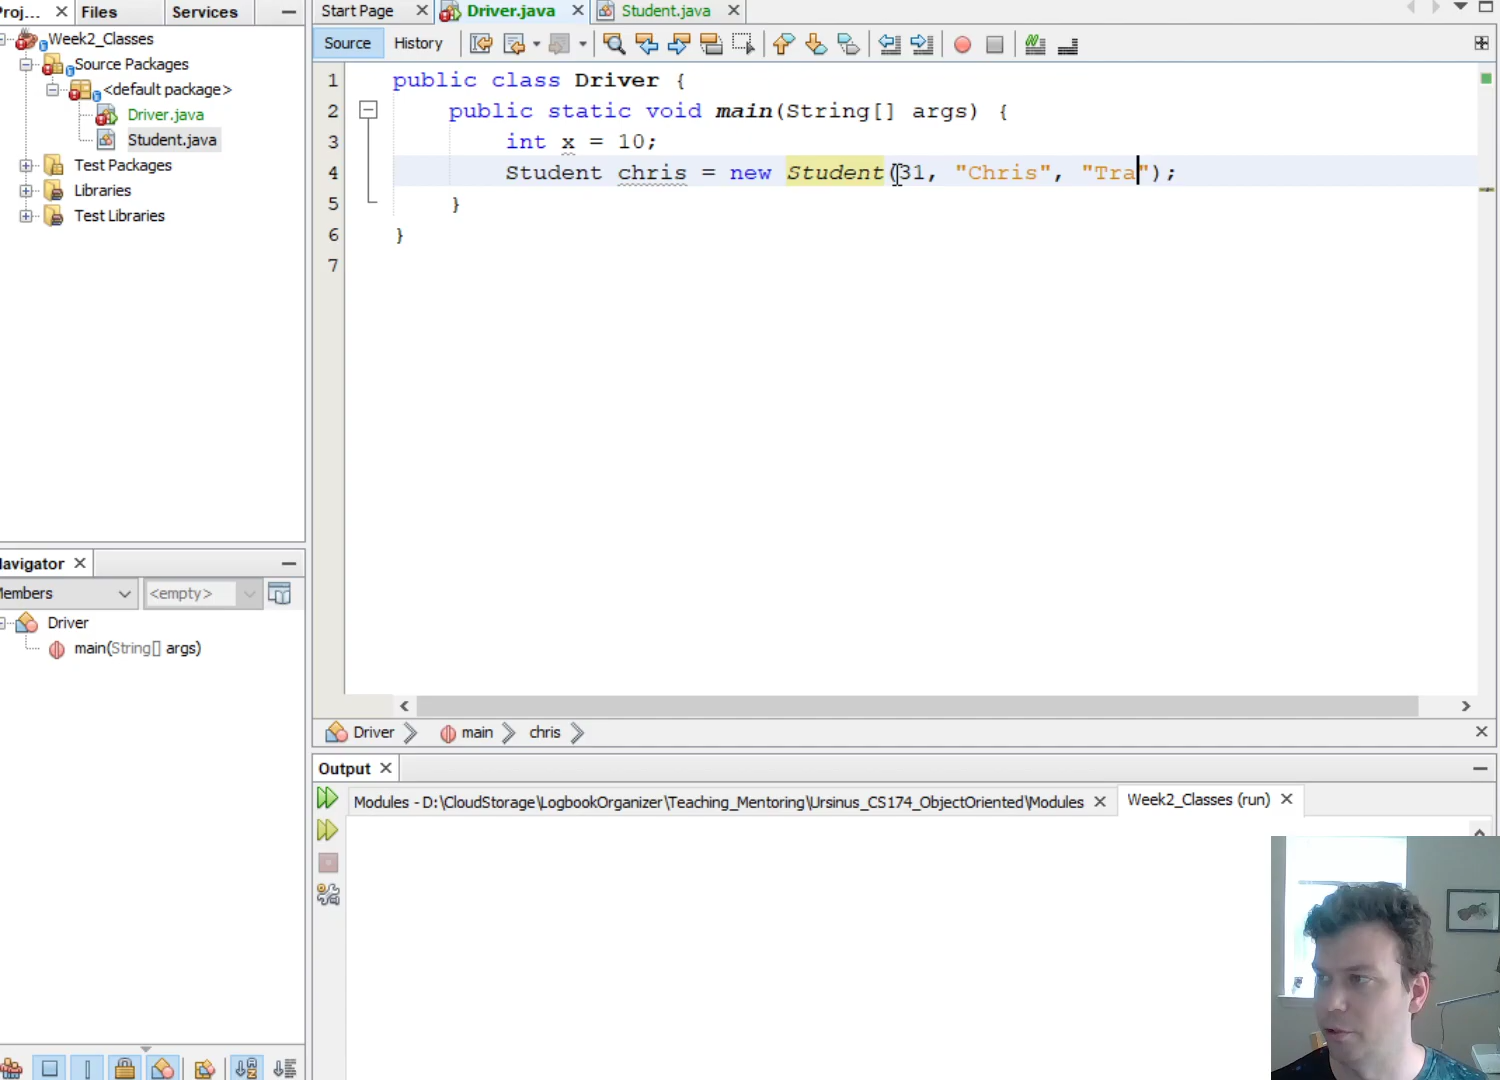 Proj...
Files
Services
Week2_Classes
Source Packages
<default package>
Driver.java
Student.java
Test Packages
Libraries
Test Libraries
Start Page
Driver.java
Student.java
Source
History
1 public class Driver {
2 public static void main(String[] args) {
3 int x = 10;
4 Student chris = new Student(31, "Chris", "Tra");
5 }
6 }
7
Driver
main
chris
Navigator
Members
<empty>
Driver
main(String[] args)
Output
Modules - D:\CloudStorage\LogbookOrganizer\Teaching_Mentoring\Ursinus_CS174_ObjectOriented\Modules
Week2_Classes (run)